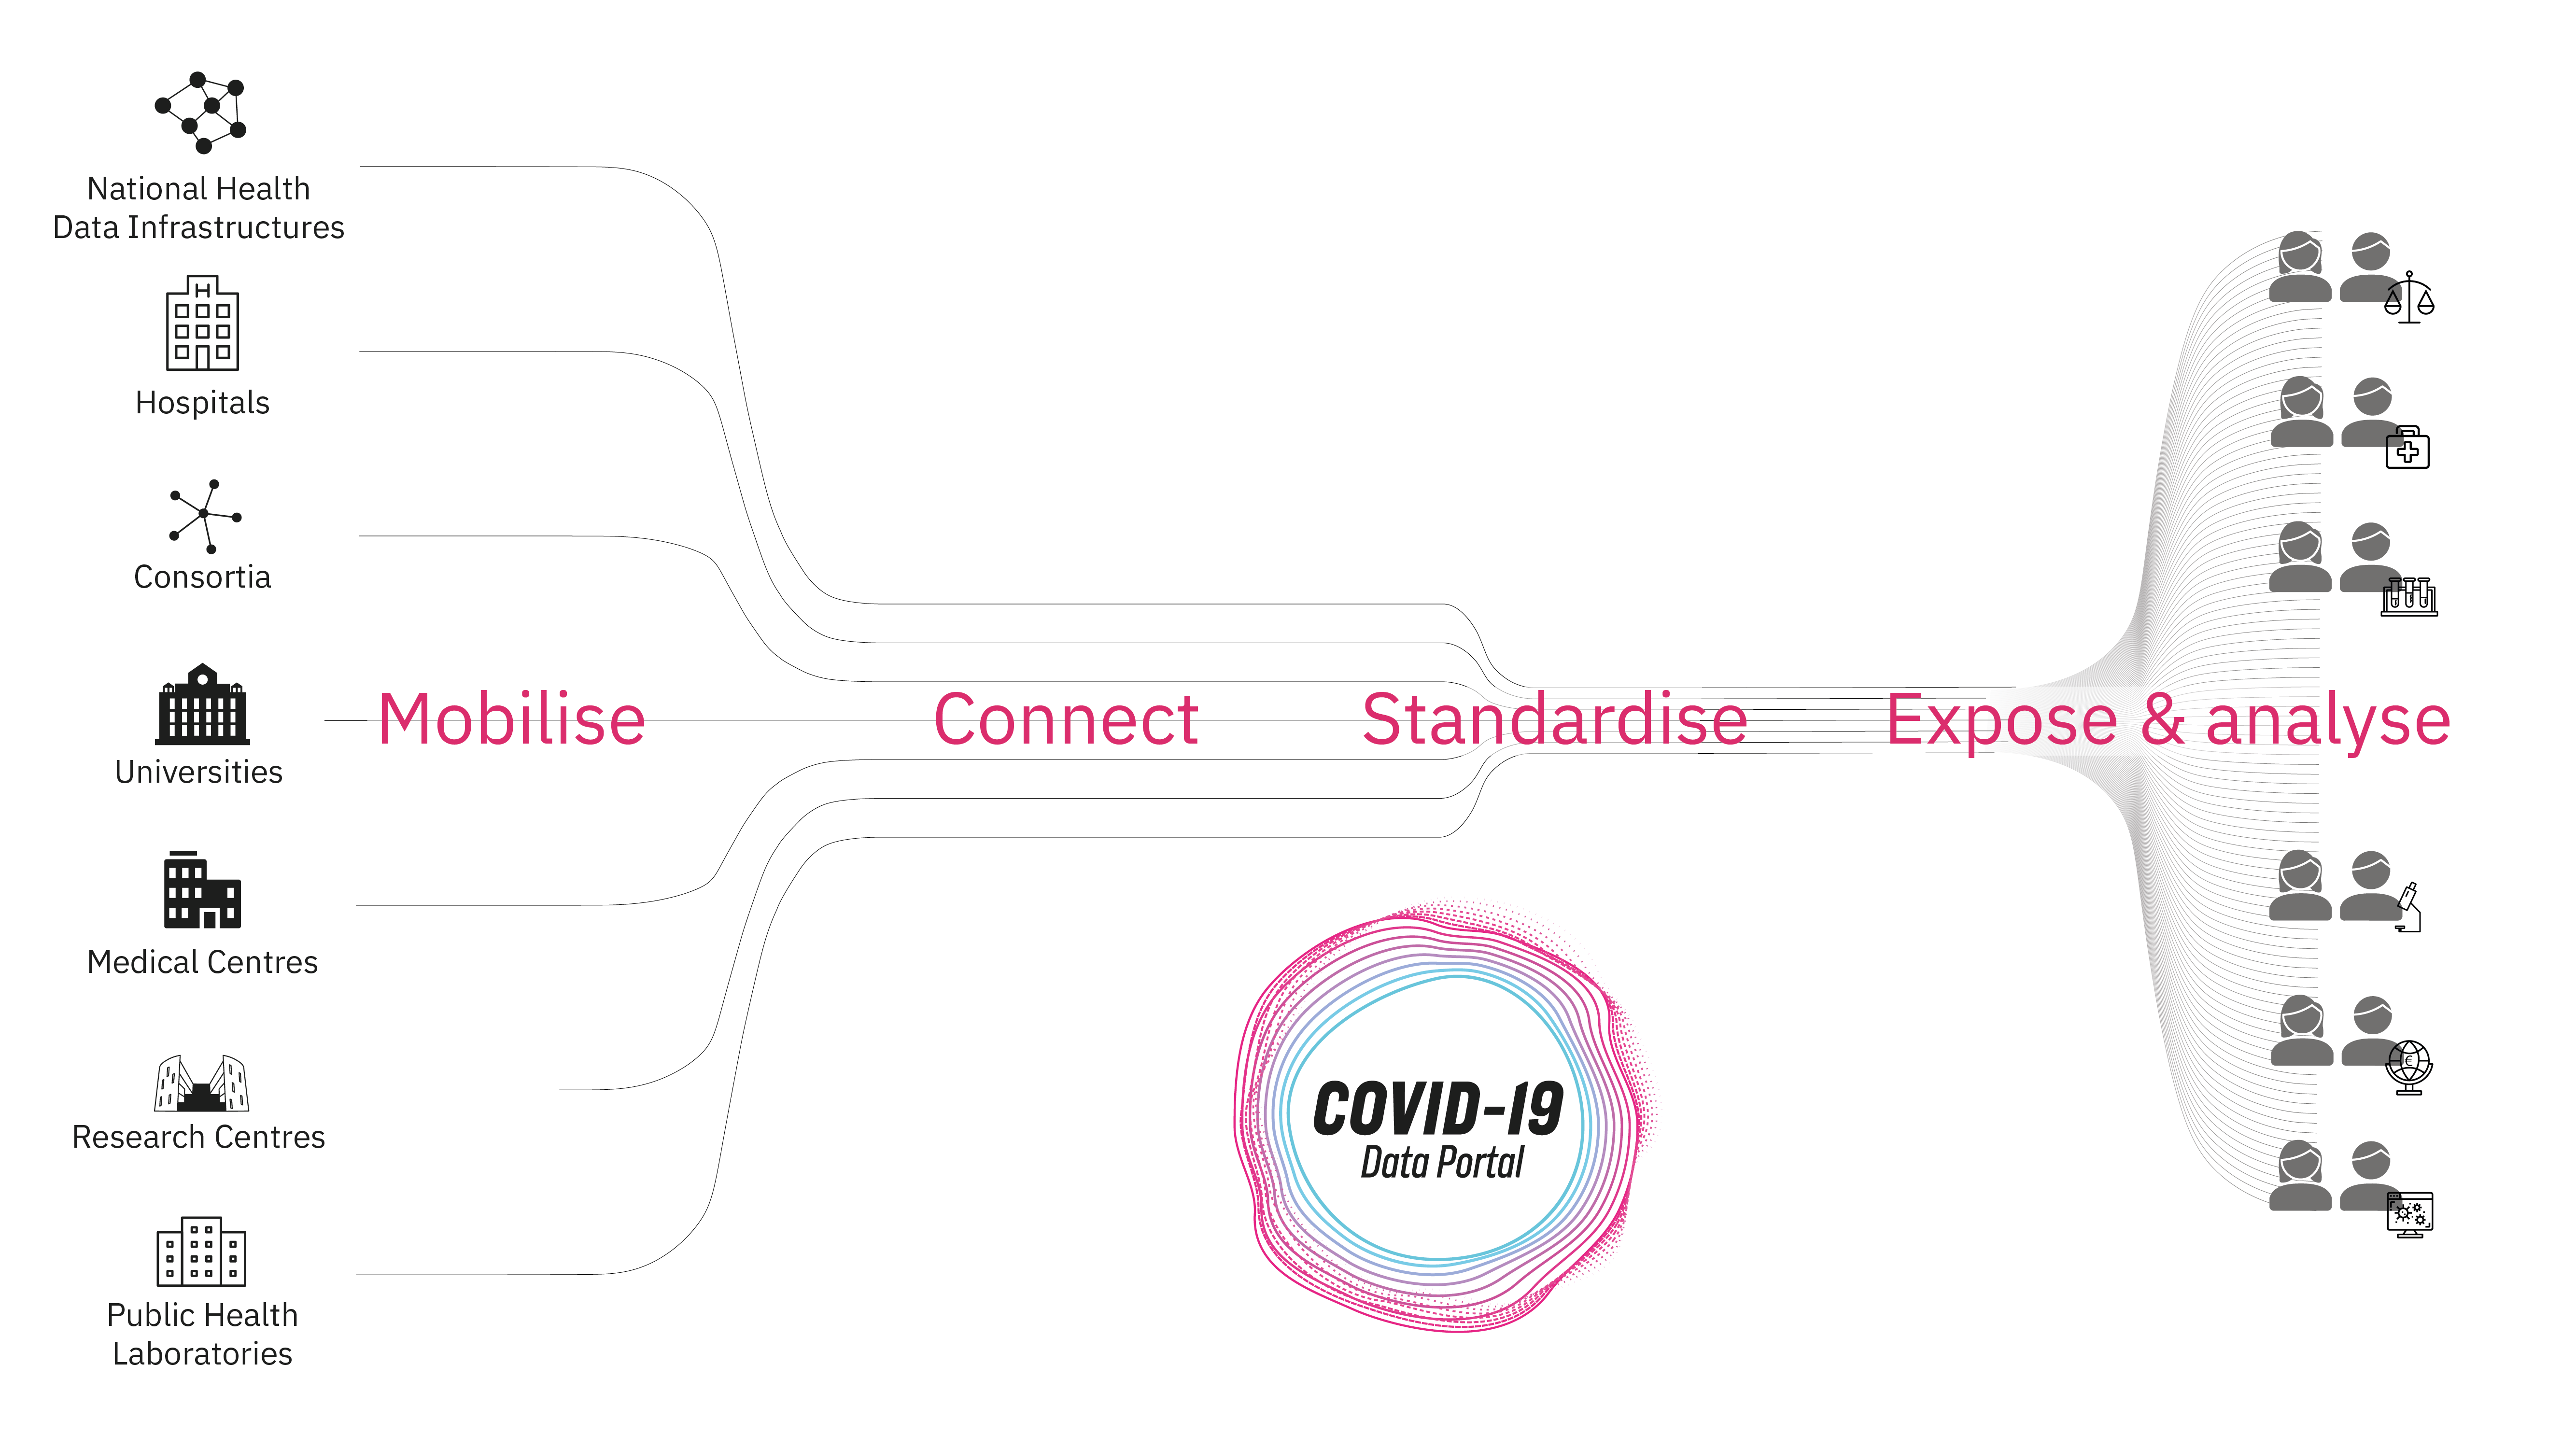 National Health
Data Infrastructures
H
Hospitals
Consortia
Universities
Medical Centres
Research Centres
Public Health
Laboratories
Mobilise
Connect
Standardise
Expose & analyse
COVID-19
Data Portal
€